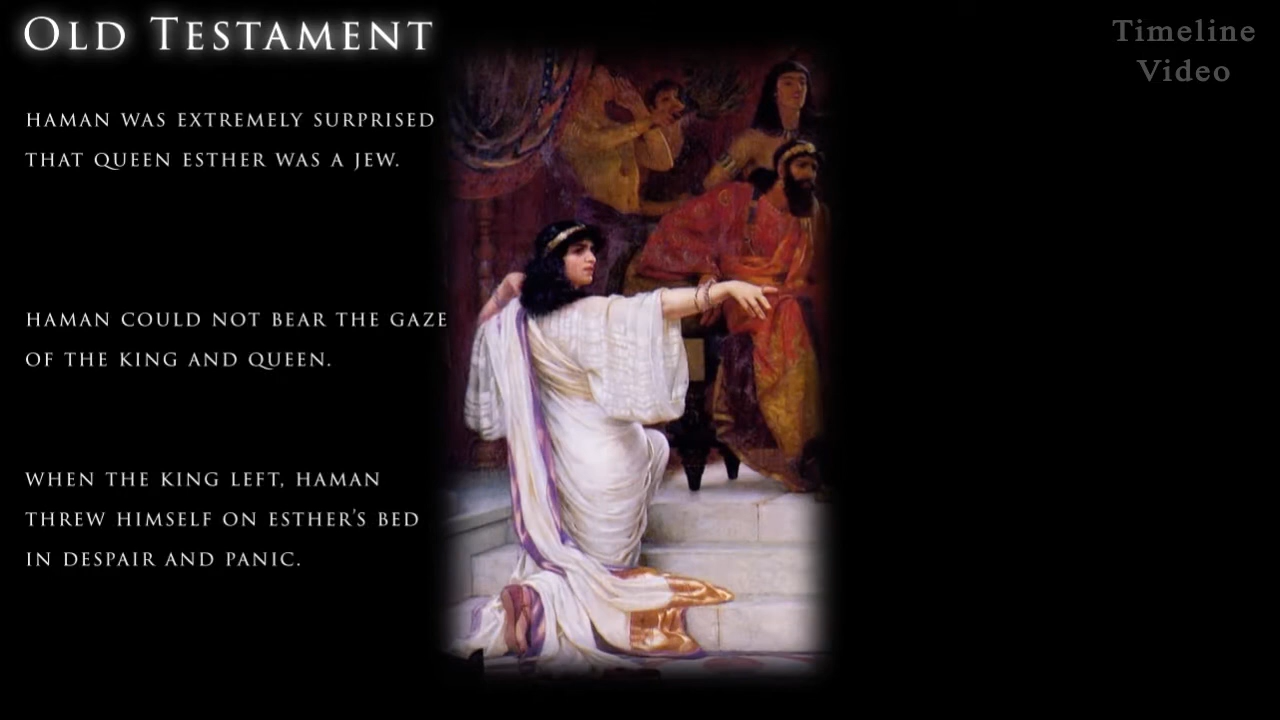 OLD TESTAMENT
Timeline
Video
HAMAN WAS EXTREMELY SURPRISED
THAT QUEEN ESTHER WAS A JEW.
HAMAN COULD NOT BEAR THE GAZE
OF THE KING AND QUEEN.
WHEN THE KING LEFT, HAMAN
THREW HIMSELF ON ESTHER'S BED
IN DESPAIR AND PANIC.